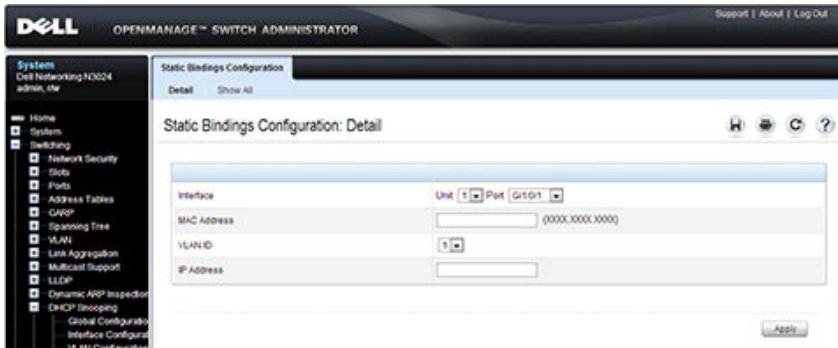 Support | About | Log Out
DELL OPENMANAGE™ SWITCH ADMINISTRATOR
System
Dell Networking N3024
admin, r/w
Home
System
Switching
Network Security
Slots
Ports
Address Tables
GARP
Spanning Tree
VLAN
Link Aggregation
Multicast Support
LLDP
Dynamic ARP Inspection
DHCP Snooping
Global Configuratio
Interface Configurat
VLAN Configuration
Static Bindings Configuration
Detail Show All
Static Bindings Configuration: Detail
Interface Unit 1 Port Gi1/0/1
MAC Address (XXXX.XXXX.XXXX)
VLAN ID 1
IP Address
Apply